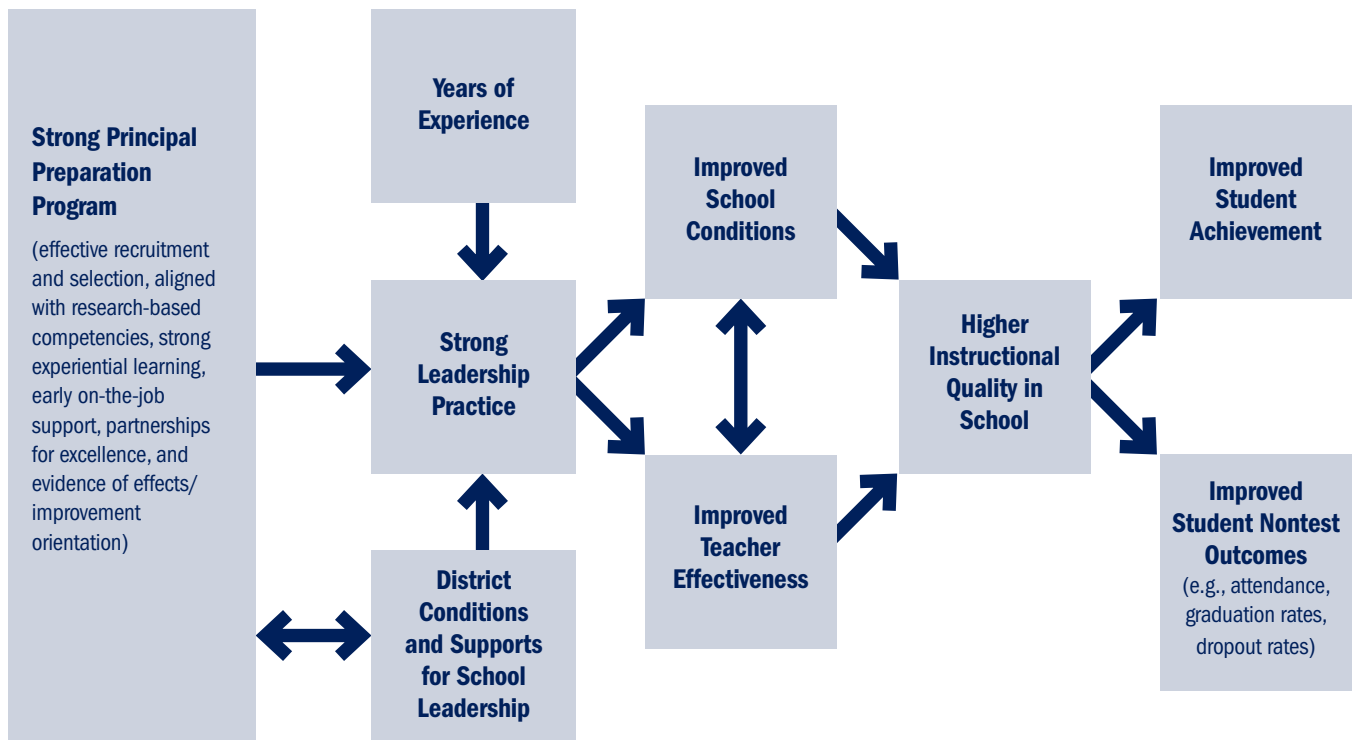 Strong Principal
Preparation
Program
(effective recruitment
and selection, aligned
with research-based
competencies, strong
experiential learning,
early on-the-job
support, partnerships
for excellence, and
evidence of effects/
improvement
orientation)
Years of
Experience
Strong
Leadership
Practice
District
Conditions
and Supports
for School
Leadership
Improved
School
Conditions
Improved
Teacher
Effectiveness
Higher
Instructional
Quality in
School
Improved
Student
Achievement
Improved
Student Nontest
Outcomes
(e.g., attendance,
graduation rates,
dropout rates)